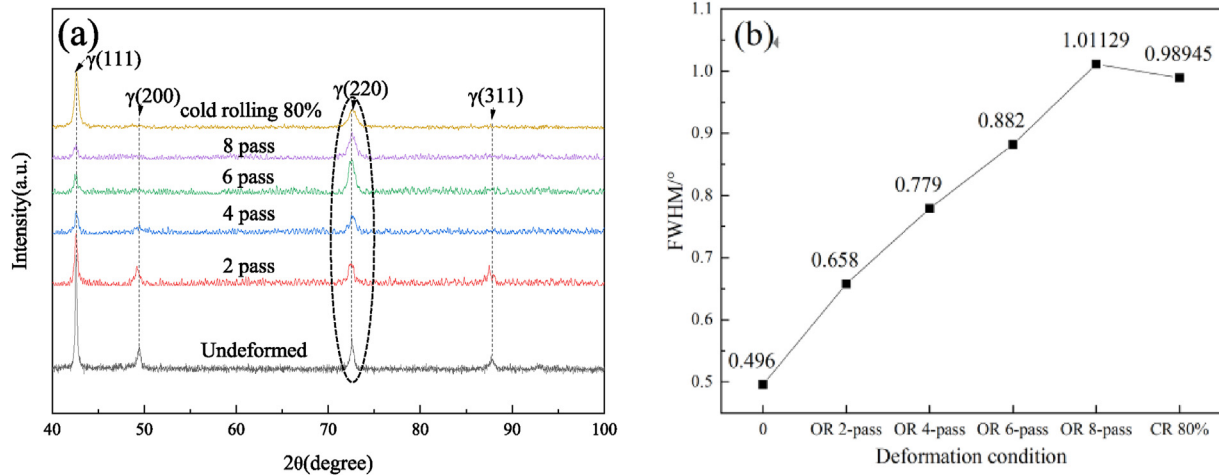 (a)
γ(111)
γ(200)
γ(220)
γ(311)
cold rolling 80%
8 pass
6 pass
4 pass
2 pass
Undeformed
Intensity(a.u.)
40 50 60 70 80 90 100
2θ(degree)
(b)
1.01129
0.98945
0.882
0.779
0.658
0.496
FWHM/°
1.1
1.0
0.9
0.8
0.7
0.6
0.5
0 OR 2-pass OR 4-pass OR 6-pass OR 8-pass CR 80%
Deformation condition